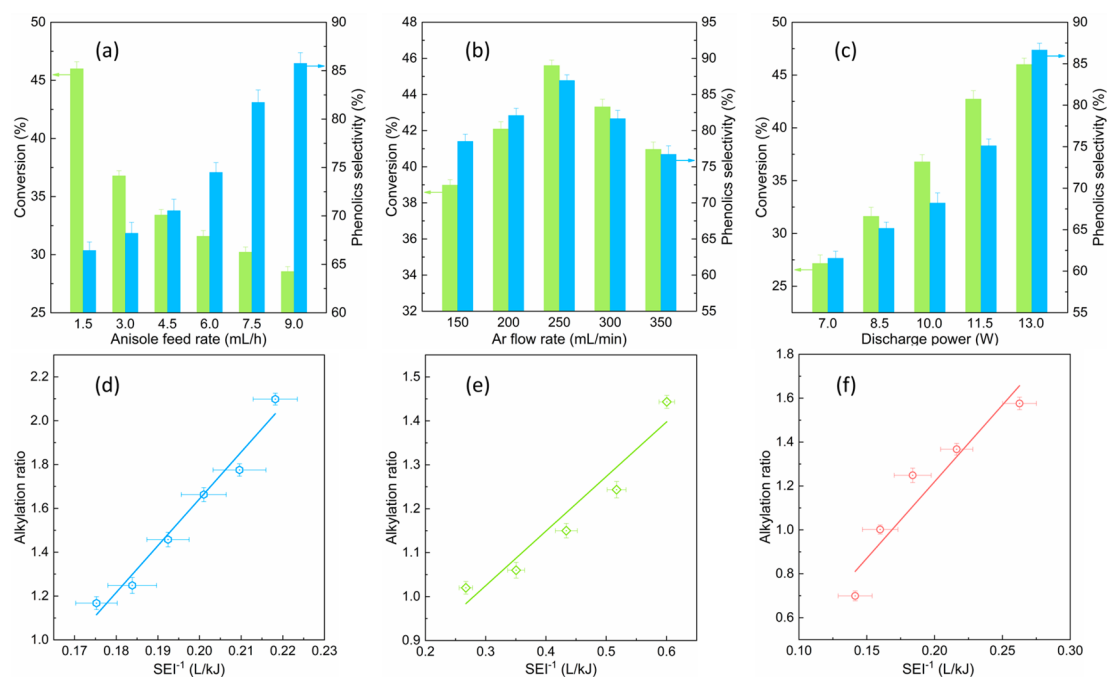 (a)
Conversion (%)
50
45
40
35
30
25
90
85
80
75
70
65
60
Phenolics selectivity (%)
1.5 3.0 4.5 6.0 7.5 9.0
Anisole feed rate (mL/h)
(b)
Conversion (%)
48
46
44
42
40
38
36
34
32
95
90
85
80
75
70
65
60
55
Phenolics selectivity (%)
150 200 250 300 350
Ar flow rate (mL/min)
(c)
Conversion (%)
50
45
40
35
30
25
90
85
80
75
70
65
60
55
Phenolics selectivity (%)
7.0 8.5 10.0 11.5 13.0
Discharge power (W)
(d)
Alkylation ratio
2.2
2.0
1.8
1.6
1.4
1.2
1.0
0.17 0.18 0.19 0.20 0.21 0.22 0.23
SEI⁻¹ (L/kJ)
(e)
Alkylation ratio
1.5
1.4
1.3
1.2
1.1
1.0
0.9
0.2 0.3 0.4 0.5 0.6 0.7
SEI⁻¹ (L/kJ)
(f)
Alkylation ratio
1.8
1.6
1.4
1.2
1.0
0.8
0.6
0.10 0.15 0.20 0.25 0.30
SEI⁻¹ (L/kJ)